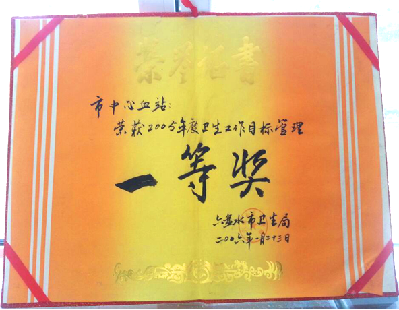 荣誉证书
市中心血站:
荣获2005年度卫生工作目标管理
一等奖
六盘水市卫生局
二〇〇六年二月二十三日